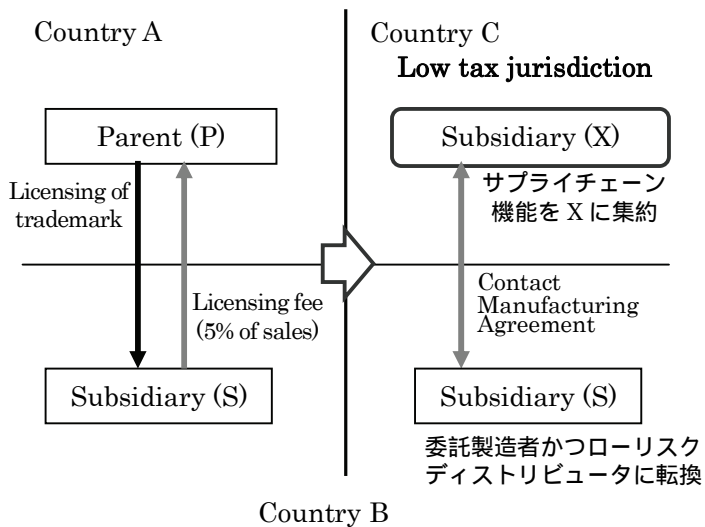 Country A
Parent (P)
Licensing of
trademark
Licensing fee
(5% of sales)
Subsidiary (S)
Country C
Low tax jurisdiction
Subsidiary (X)
サプライチェーン
機能を X に集約
Contact
Manufacturing
Agreement
Subsidiary (S)
委託製造者かつローリスク
ディストリビュータに転換
Country B